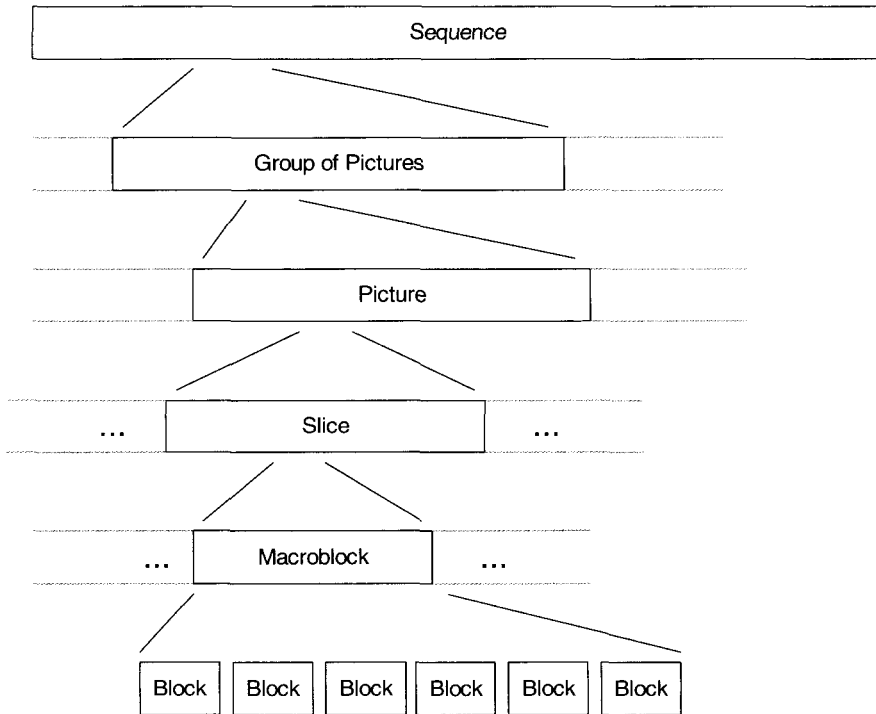 Sequence
Group of Pictures
Picture
... Slice ...
... Macroblock ...
Block Block Block Block Block Block